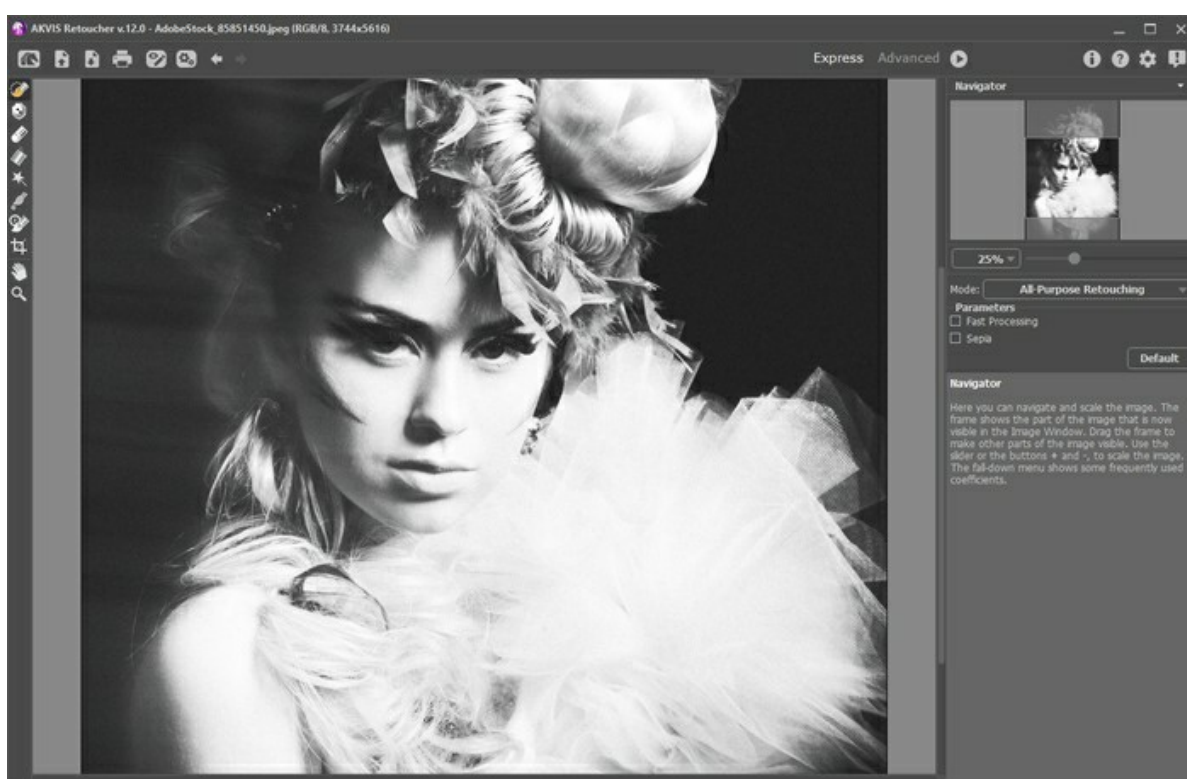 AKVIS Retoucher v.12.0 - AdobeStock_85851450.jpeg (RGB/8, 3744x5616)
Express Advanced
Navigator
25%
Mode: All-Purpose Retouching
Parameters
Fast Processing
Sepia
Default
Navigator
Here you can navigate and scale the image. The
frame shows the part of the image that is now
visible in the Image Window. Drag the frame to
make other parts of the image visible. Use the
slider or the buttons + and -, to scale the image.
The fall-down menu shows some frequently used
coefficients.